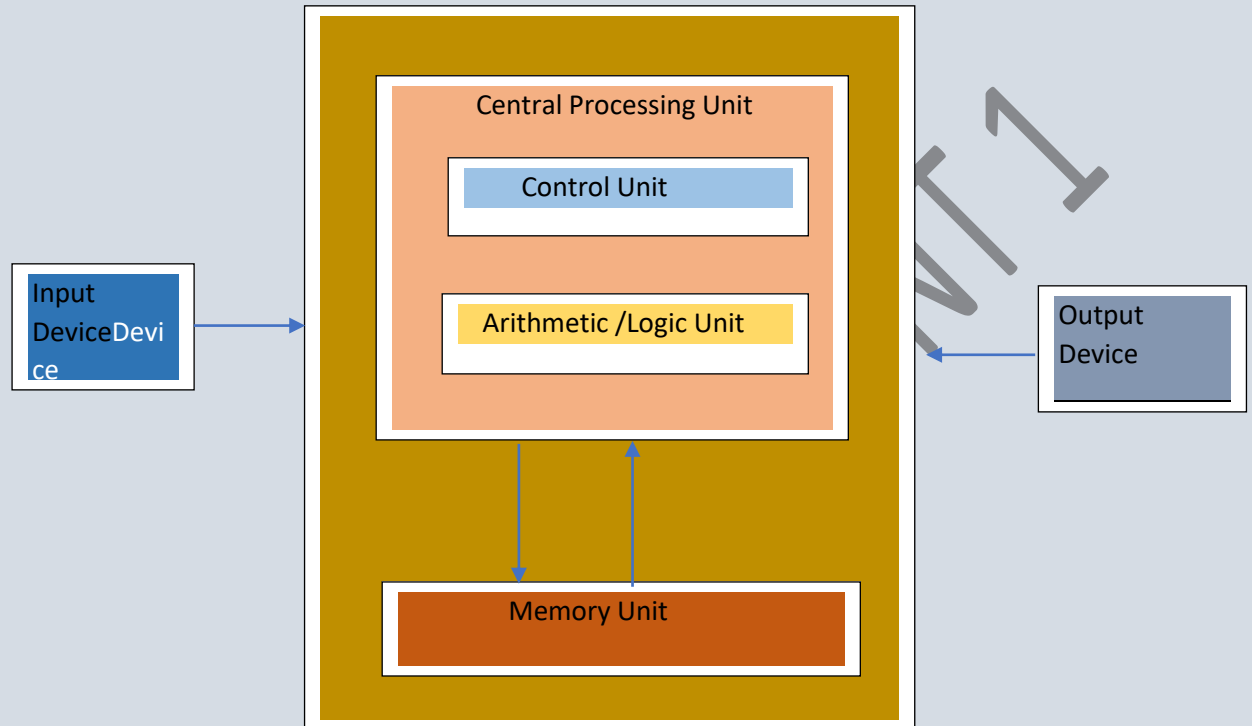 Central Processing Unit
Control Unit
Arithmetic /Logic Unit
Input
DeviceDevi
ce
Output
Device
Memory Unit